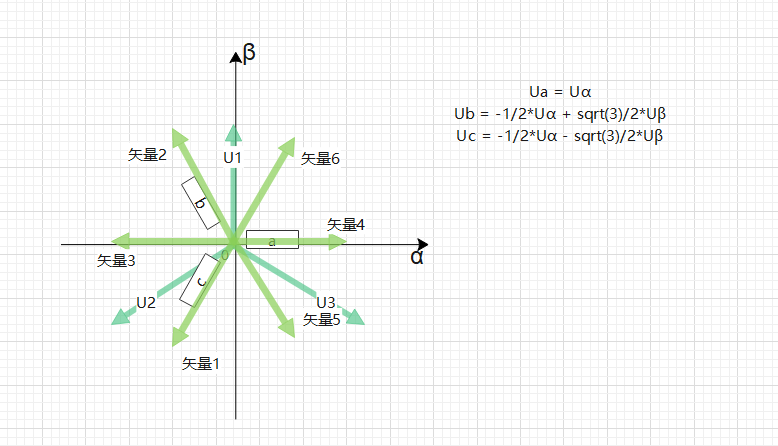 β
Ua = Uα
Ub = -1/2*Uα + sqrt(3)/2*Uβ
Uc = -1/2*Uα - sqrt(3)/2*Uβ
矢量2
U1
矢量6
b
矢量4
a
矢量3
0
α
c
U2
U3
矢量5
矢量1